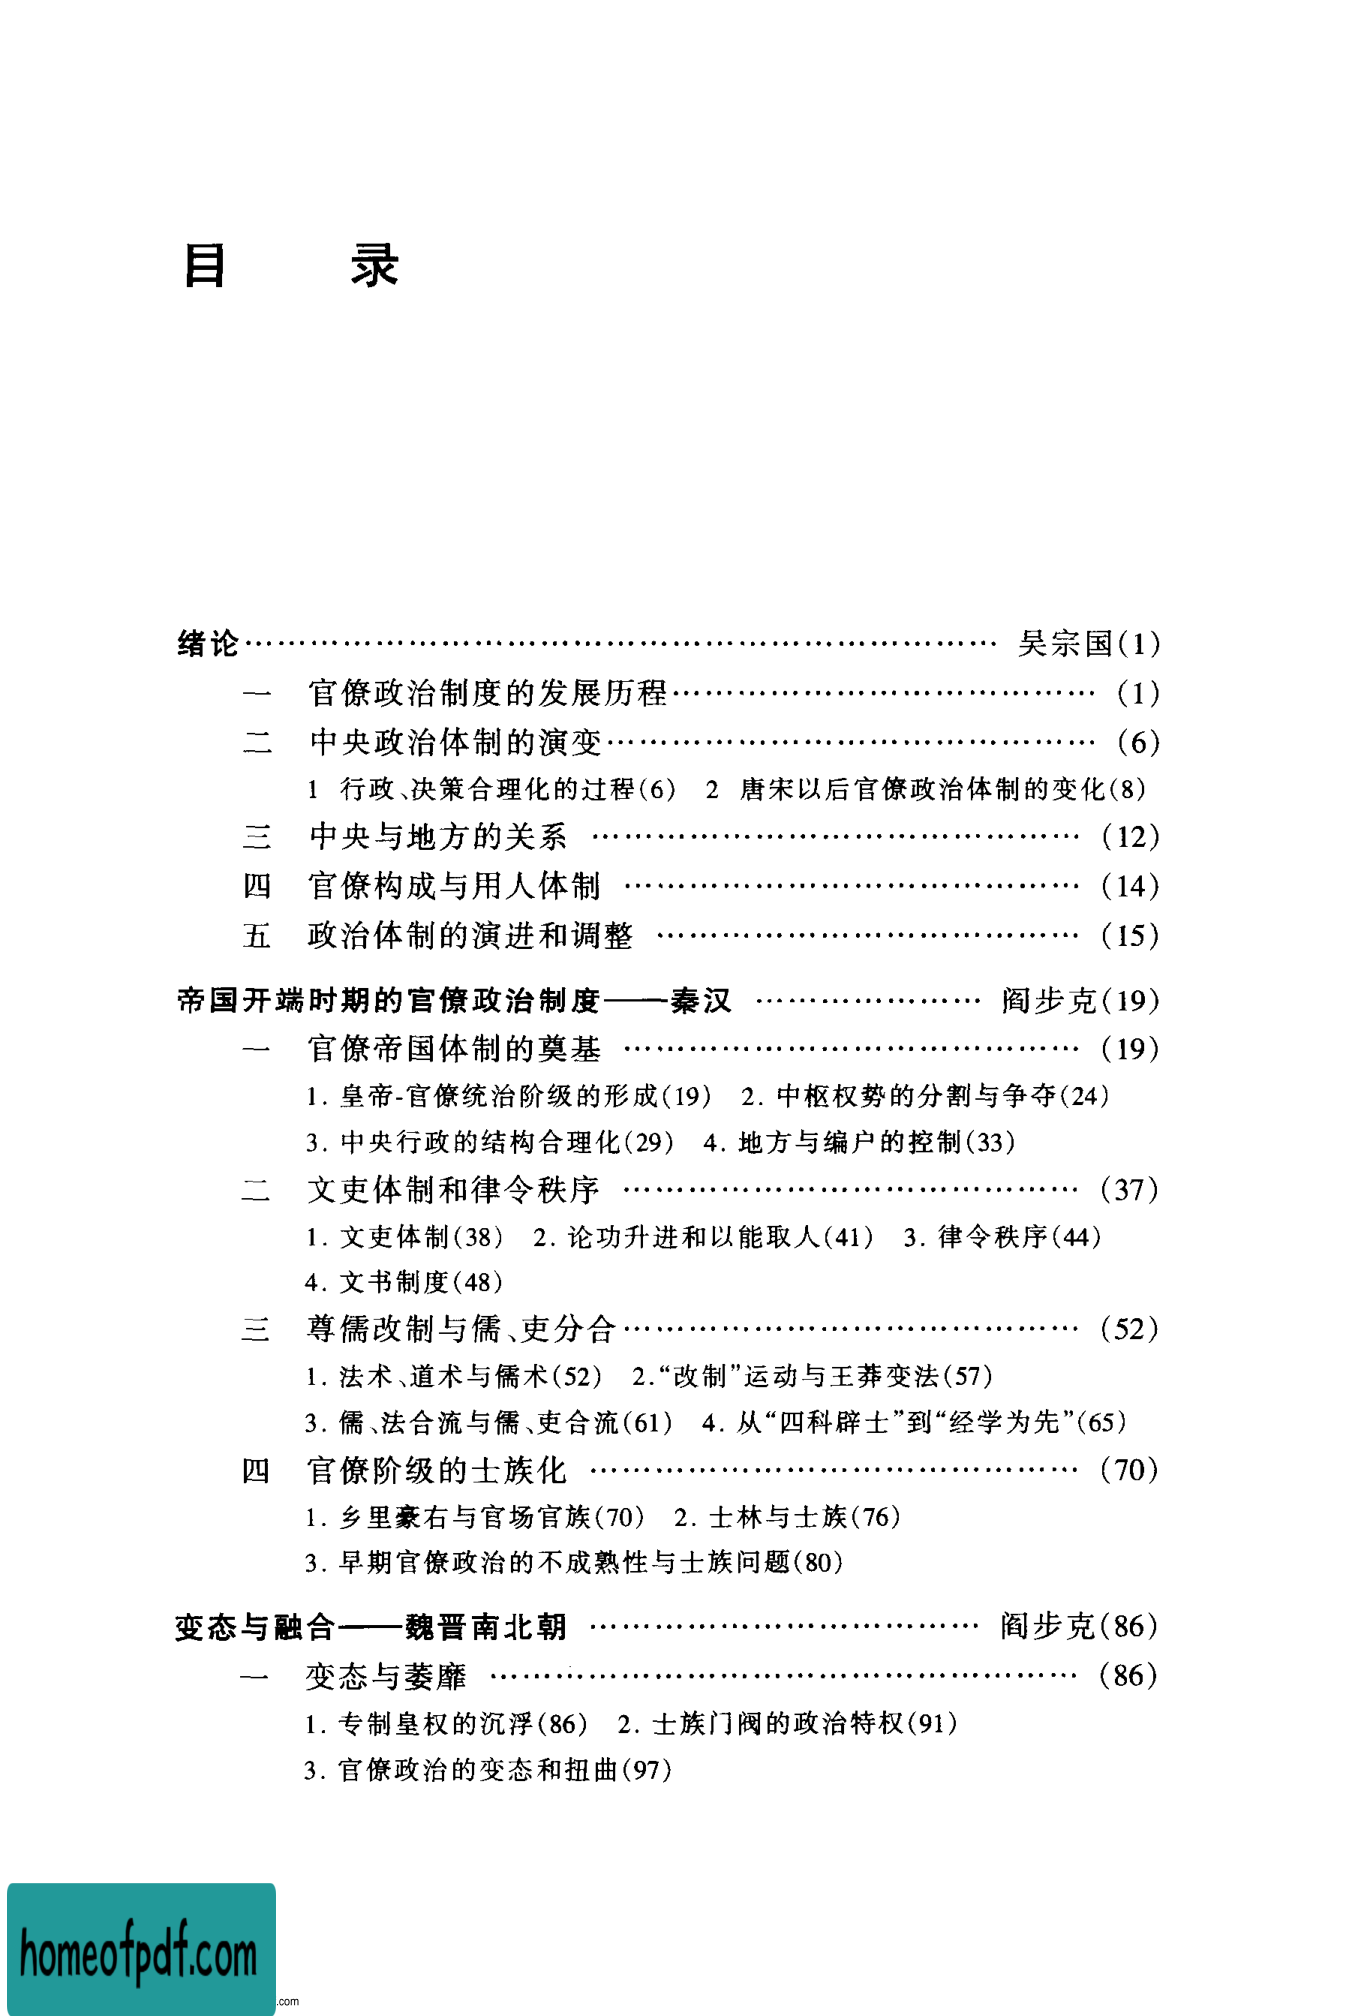 目 录
绪论…………………………………………………………… 吴宗国(1)
一 官僚政治制度的发展历程………………………………… (1)
二 中央政治体制的演变……………………………………… (6)
1 行政、决策合理化的过程(6) 2 唐宋以后官僚政治体制的变化(8)
三 中央与地方的关系 ……………………………………… (12)
四 官僚构成与用人体制 …………………………………… (14)
五 政治体制的演进和调整 ………………………………… (15)
帝国开端时期的官僚政治制度——秦汉 ………………… 阎步克(19)
一 官僚帝国体制的奠基 …………………………………… (19)
1. 皇帝-官僚统治阶级的形成(19) 2. 中枢权势的分割与争夺(24)
3. 中央行政的结构合理化(29) 4. 地方与编户的控制(33)
二 文吏体制和律令秩序 …………………………………… (37)
1. 文吏体制(38) 2. 论功升进和以能取人(41) 3. 律令秩序(44)
4. 文书制度(48)
三 尊儒改制与儒、吏分合…………………………………… (52)
1. 法术、道术与儒术(52) 2.“改制”运动与王莽变法(57)
3. 儒、法合流与儒、吏合流(61) 4. 从“四科辟士”到“经学为先”(65)
四 官僚阶级的士族化 ……………………………………… (70)
1. 乡里豪右与官场官族(70) 2. 士林与士族(76)
3. 早期官僚政治的不成熟性与士族问题(80)
变态与融合——魏晋南北朝 ……………………………… 阎步克(86)
一 变态与萎靡 ……………………………………………… (86)
1. 专制皇权的沉浮(86) 2. 士族门阀的政治特权(91)
3. 官僚政治的变态和扭曲(97)
homeofpdf.com
.com